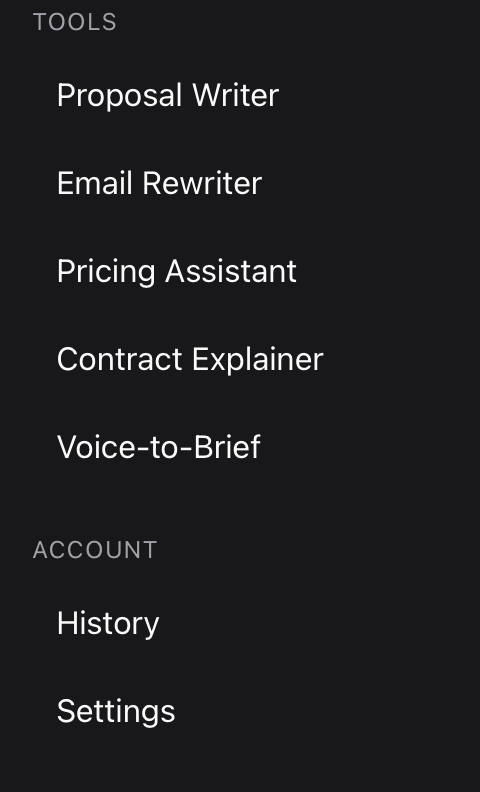 TOOLS
Proposal Writer
Email Rewriter
Pricing Assistant
Contract Explainer
Voice-to-Brief
ACCOUNT
History
Settings